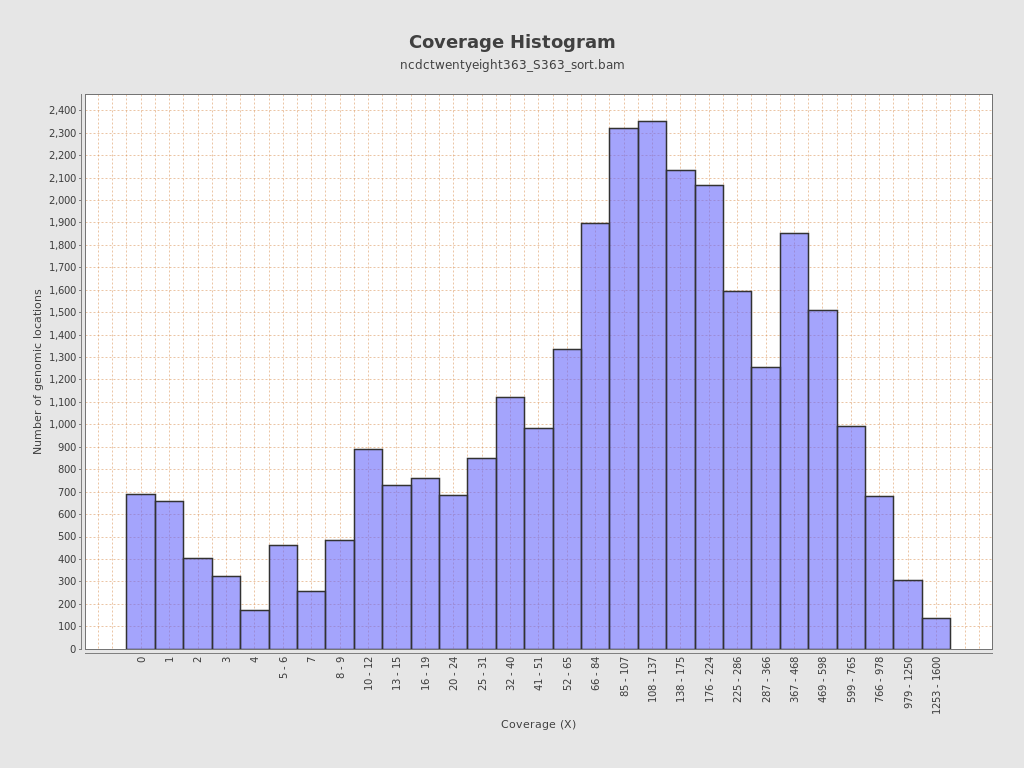 Coverage Histogram
ncdctwentyeight363_S363_sort.bam
Number of genomic locations
2,400
2,300
2,200
2,100
2,000
1,900
1,800
1,700
1,600
1,500
1,400
1,300
1,200
1,100
1,000
900
800
700
600
500
400
300
200
100
0
0
1
2
3
4
5 - 6
7
8 - 9
10 - 12
13 - 15
16 - 19
20 - 24
25 - 31
32 - 40
41 - 51
52 - 65
66 - 84
85 - 107
108 - 137
138 - 175
176 - 224
225 - 286
287 - 366
367 - 468
469 - 598
599 - 765
766 - 978
979 - 1250
1253 - 1600
Coverage (X)